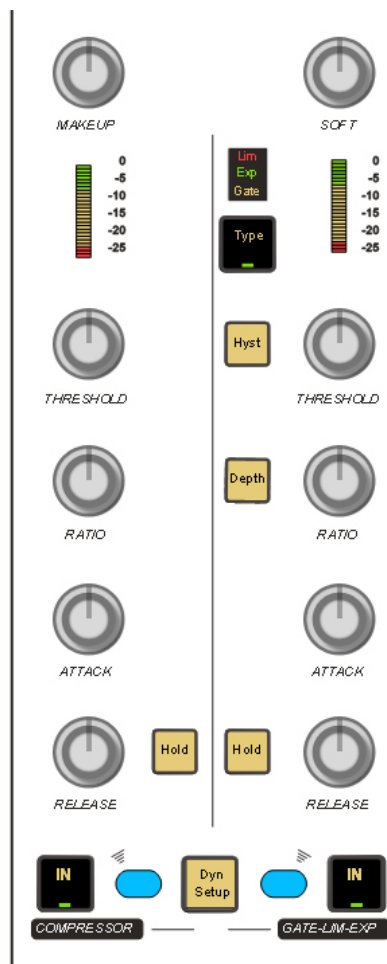 MAKEUP SOFT
0 Lim 0
-5 Exp -5
-10 Gate -10
-15 -15
-20 Type -20
-25 -25
Hyst
THRESHOLD THRESHOLD
Depth
RATIO RATIO
ATTACK ATTACK
Hold Hold
RELEASE RELEASE
IN Dyn IN
Setup
COMPRESSOR GATE-LIM-EXP